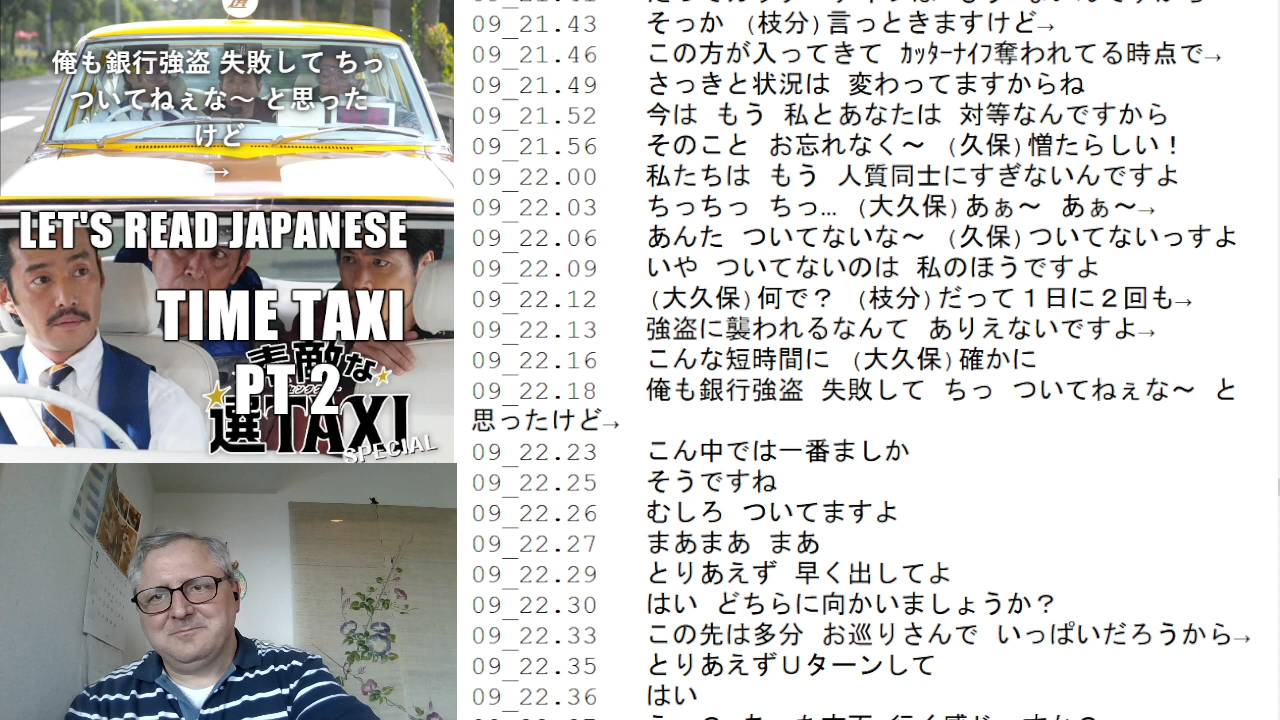 俺も銀行強盗 失敗して ちっ
ついてねぇな～ と思った
けど
→
LET'S READ JAPANESE
TIME TAXI
PT 2
素敵な
選TAXI
SPECIAL
09_21.43 そっか (枝分)言っときますけど→
09_21.46 この方が入ってきて ｶｯﾀｰﾅｲﾌ奪われてる時点で→
09_21.49 さっきと状況は 変わってますからね
09_21.52 今は もう 私とあなたは 対等なんですから
09_21.56 そのこと お忘れなく～ (久保)憎たらしい！
09_22.00 私たちは もう 人質同士にすぎないんですよ
09_22.03 ちっちっ ちっ… (大久保)あぁ～ あぁ～→
09_22.06 あんた ついてないな～ (久保)ついてないっすよ
09_22.09 いや ついてないのは 私のほうですよ
09_22.12 (大久保)何で？ (枝分)だって１日に２回も→
09_22.13 強盗に襲われるなんて ありえないですよ→
09_22.16 こんな短時間に (大久保)確かに
09_22.18 俺も銀行強盗 失敗して ちっ ついてねぇな～ と
思ったけど→
09_22.23 こん中では一番ましか
09_22.25 そうですね
09_22.26 むしろ ついてますよ
09_22.27 まあまあ まあ
09_22.29 とりあえず 早く出してよ
09_22.30 はい どちらに向かいましょうか？
09_22.33 この先は多分 お巡りさんで いっぱいだろうから→
09_22.35 とりあえずＵターンして
09_22.36 はい